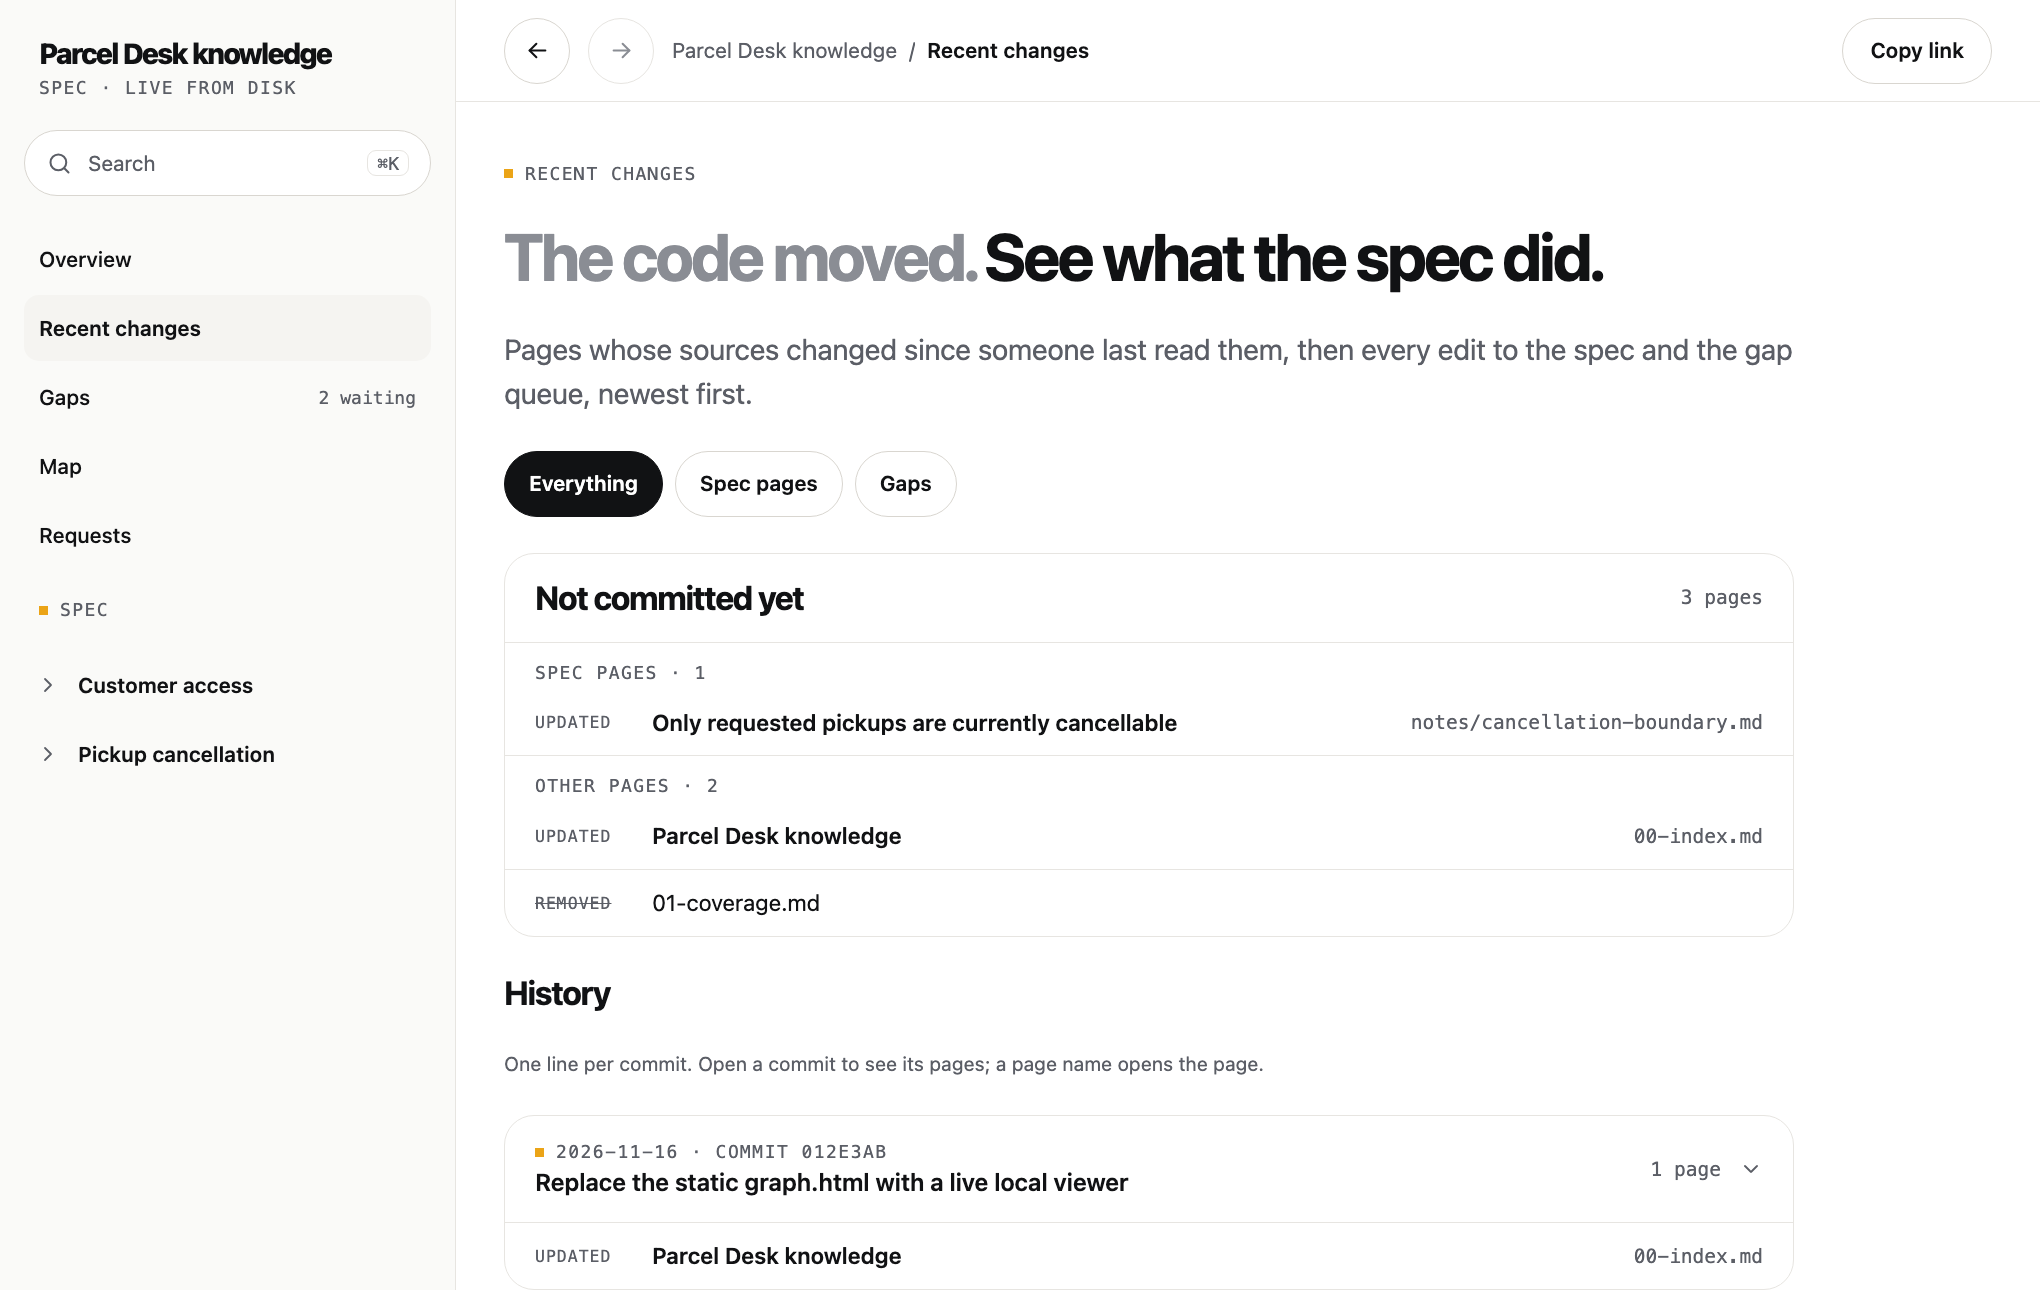 Parcel Desk knowledge
SPEC · LIVE FROM DISK
Search ⌘K
Overview
Recent changes
Gaps 2 waiting
Map
Requests
SPEC
Customer access
Pickup cancellation
Parcel Desk knowledge / Recent changes
Copy link
RECENT CHANGES
The code moved. See what the spec did.
Pages whose sources changed since someone last read them, then every edit to the spec and the gap
queue, newest first.
Everything Spec pages Gaps
Not committed yet 3 pages
SPEC PAGES · 1
UPDATED Only requested pickups are currently cancellable notes/cancellation-boundary.md
OTHER PAGES · 2
UPDATED Parcel Desk knowledge 00-index.md
REMOVED 01-coverage.md
History
One line per commit. Open a commit to see its pages; a page name opens the page.
2026-11-16 · COMMIT 012E3AB
Replace the static graph.html with a live local viewer 1 page
UPDATED Parcel Desk knowledge 00-index.md